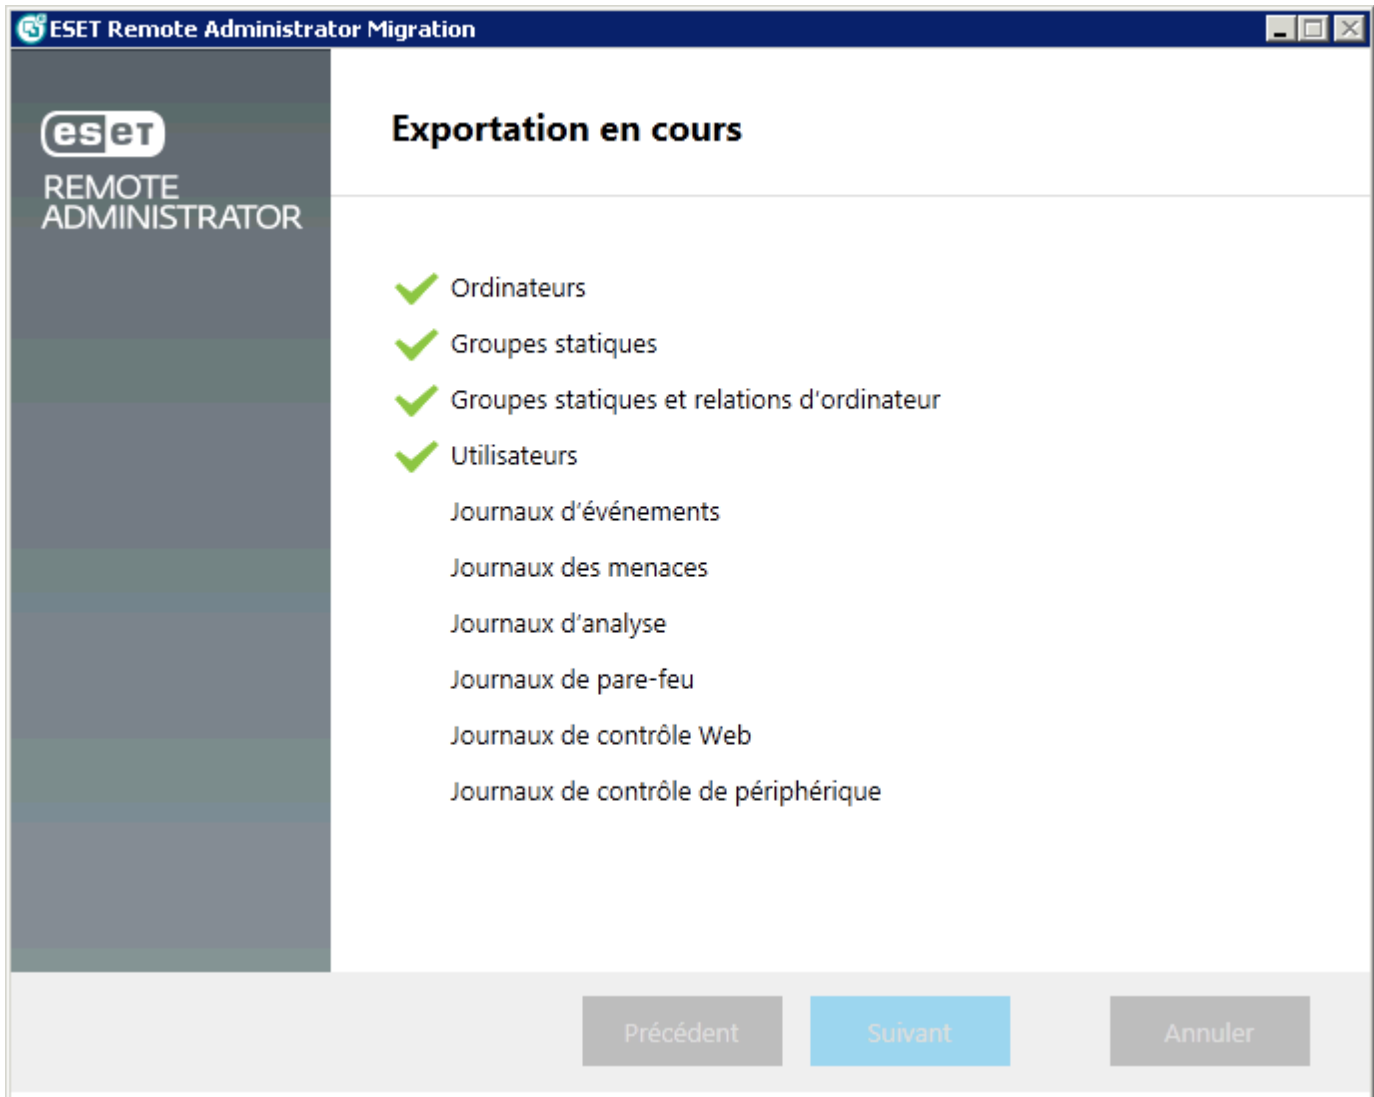 ESET Remote Administrator Migration
eset
REMOTE
ADMINISTRATOR
Exportation en cours
Ordinateurs
Groupes statiques
Groupes statiques et relations d'ordinateur
Utilisateurs
Journaux d'événements
Journaux des menaces
Journaux d'analyse
Journaux de pare-feu
Journaux de contrôle Web
Journaux de contrôle de périphérique
Précédent
Suivant
Annuler